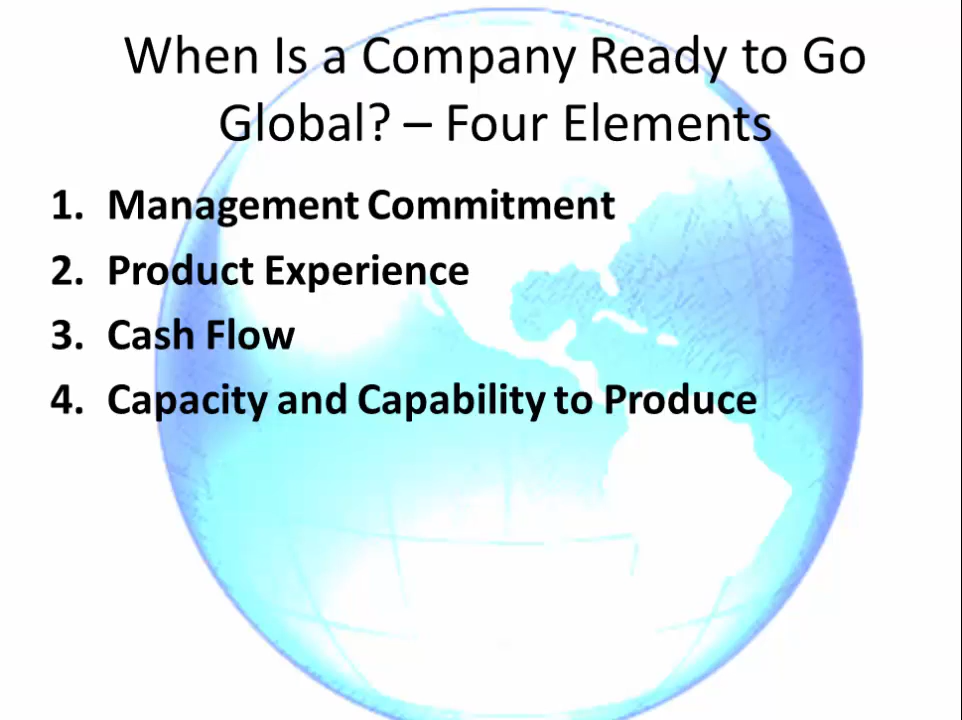 When Is a Company Ready to Go
Global? – Four Elements
1. Management Commitment
2. Product Experience
3. Cash Flow
4. Capacity and Capability to Produce